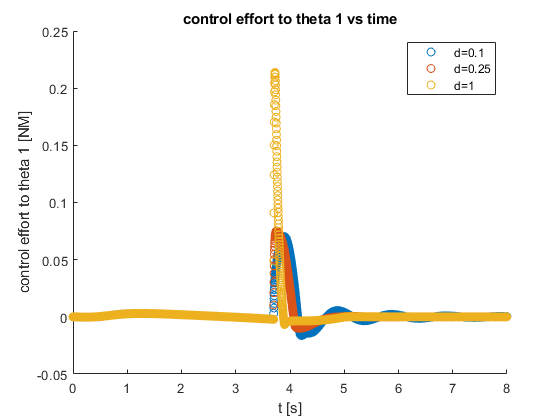 control effort to theta 1 vs time
0.25
0.2
0.15
0.1
0.05
0
-0.05
control effort to theta 1 [NM]
d=0.1
d=0.25
d=1
0 1 2 3 4 5 6 7 8
t [s]